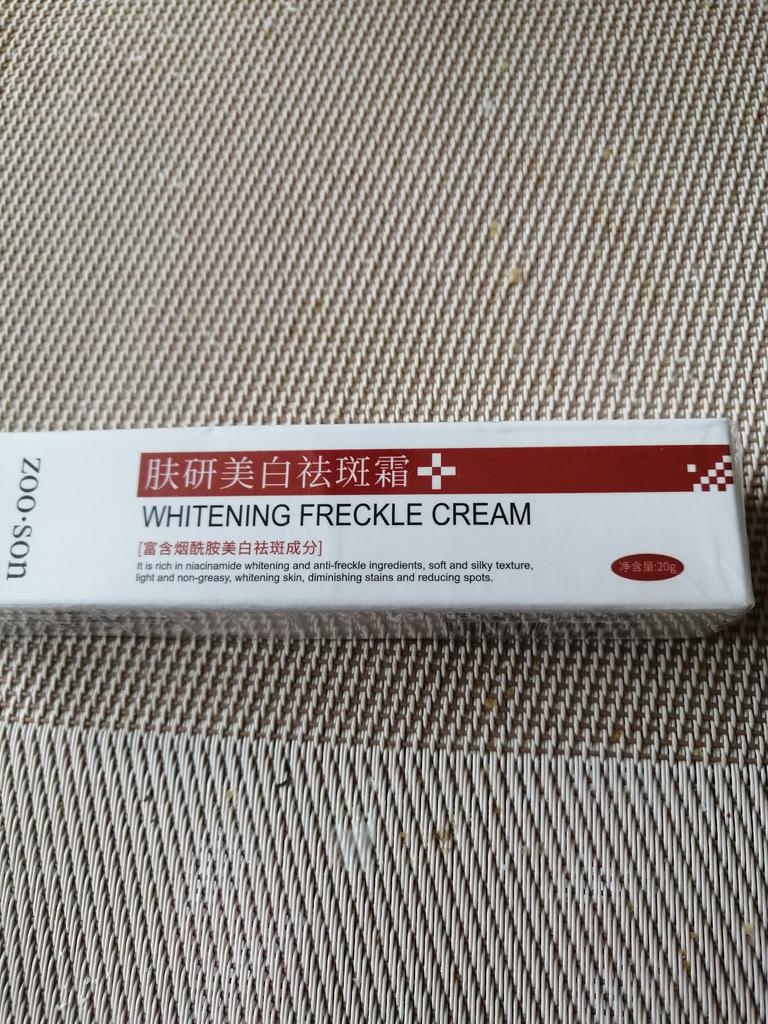 zoo·son
肤研美白祛斑霜
WHITENING FRECKLE CREAM
[富含烟酰胺美白祛斑成分]
It is rich in niacinamide whitening and anti-freckle ingredients, soft and silky texture,
light and non-greasy, whitening skin, diminishing stains and reducing spots.
净含量:20g